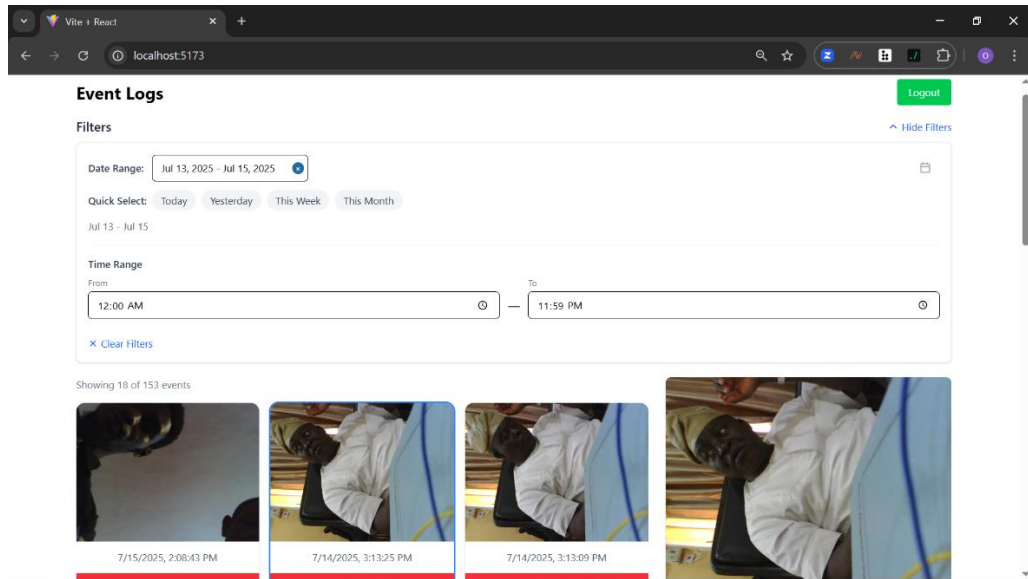 Vite + React
localhost:5173
Event Logs
Logout
Filters
Hide Filters
Date Range: Jul 13, 2025 - Jul 15, 2025
Quick Select: Today Yesterday This Week This Month
Jul 13 - Jul 15
Time Range
From To
12:00 AM — 11:59 PM
× Clear Filters
Showing 18 of 153 events
7/15/2025, 2:08:43 PM 7/14/2025, 3:13:25 PM 7/14/2025, 3:13:09 PM